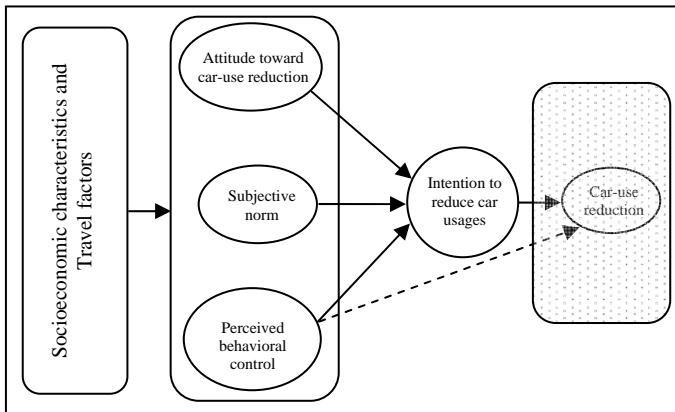 Socioeconomic characteristics and
Travel factors
Attitude toward
car-use reduction
Subjective
norm
Perceived
behavioral
control
Intention to
reduce car
usages
Car-use
reduction